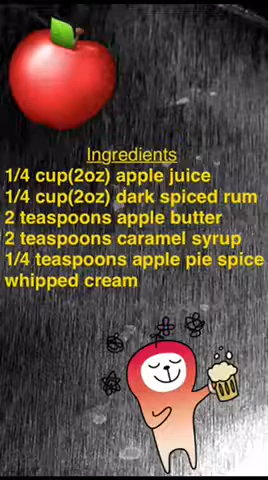 Ingredients
1/4 cup(2oz) apple juice
1/4 cup(2oz) dark spiced rum
2 teaspoons apple butter
2 teaspoons caramel syrup
1/4 teaspoons apple pie spice
whipped cream